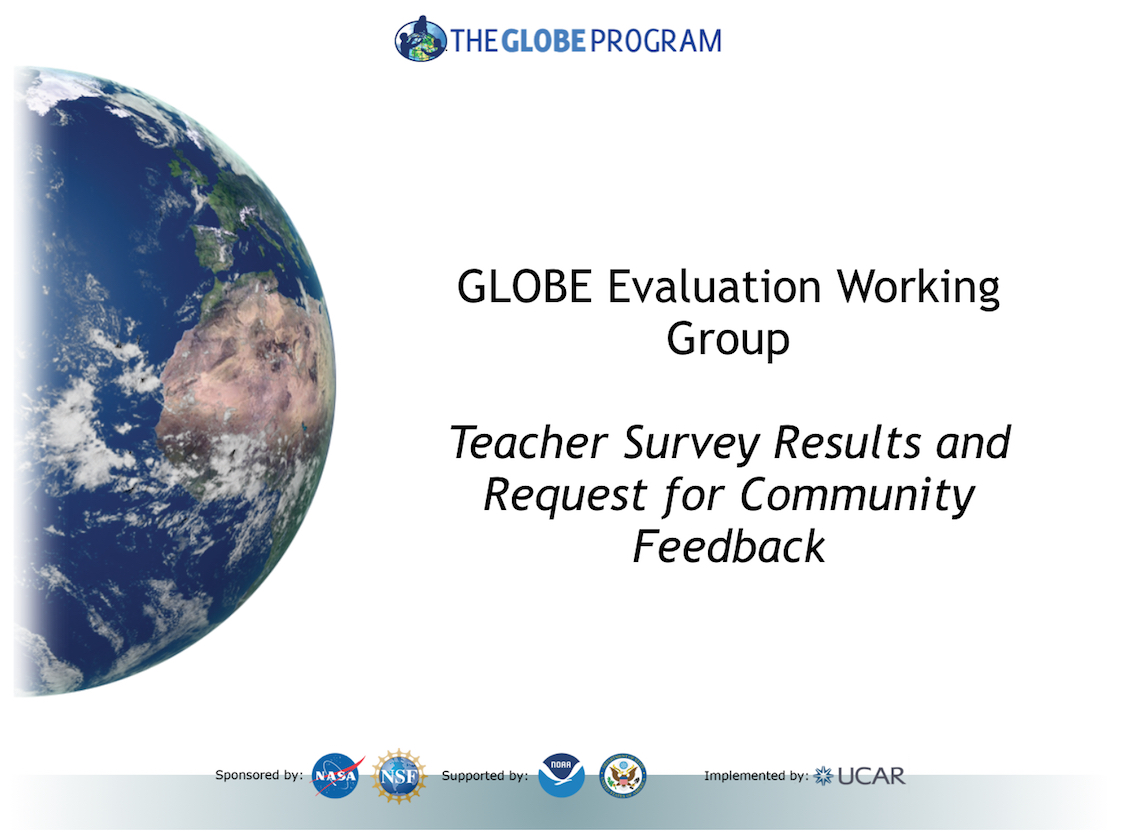 THE GLOBE PROGRAM
GLOBE Evaluation Working
Group
Teacher Survey Results and
Request for Community
Feedback
Sponsored by: NASA NSF Supported by: NOAA Implemented by: UCAR